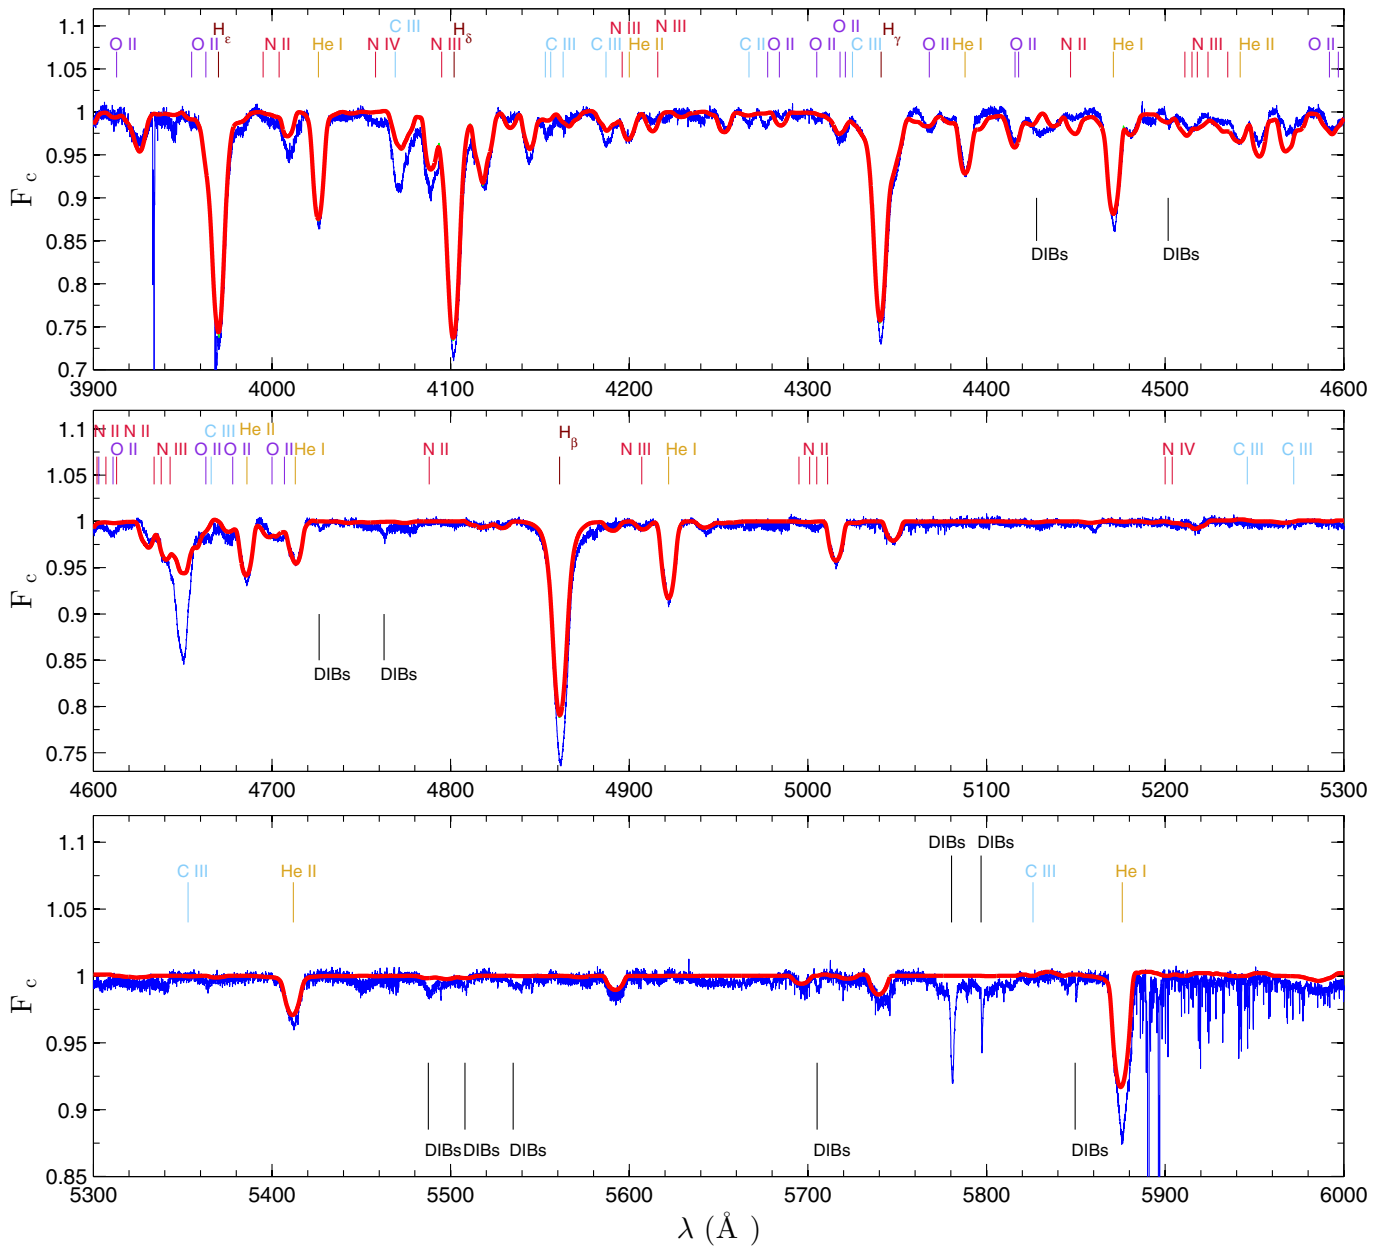 C III N III N III O II
O II O II Hε N II He I N IV N III Hδ C III C III He II C II O II O II C III Hγ O II He I O II N II He I N III He II O II
1.1
1.05
1
0.95
0.9
0.85
0.8
0.75
0.7
F c
DIBs DIBs
3900 4000 4100 4200 4300 4400 4500 4600
N II N II C III He II Hβ
O II N III O II O II O II He I N II N III He I N II N IV C III C III
1.1
1.05
1
0.95
0.9
0.85
0.8
0.75
F c
DIBs DIBs
4600 4700 4800 4900 5000 5100 5200 5300
DIBs DIBs
C III He II C III He I
1.1
1.05
1
0.95
0.9
0.85
F c
DIBs DIBs DIBs DIBs DIBs
5300 5400 5500 5600 5700 5800 5900 6000
λ (Å )